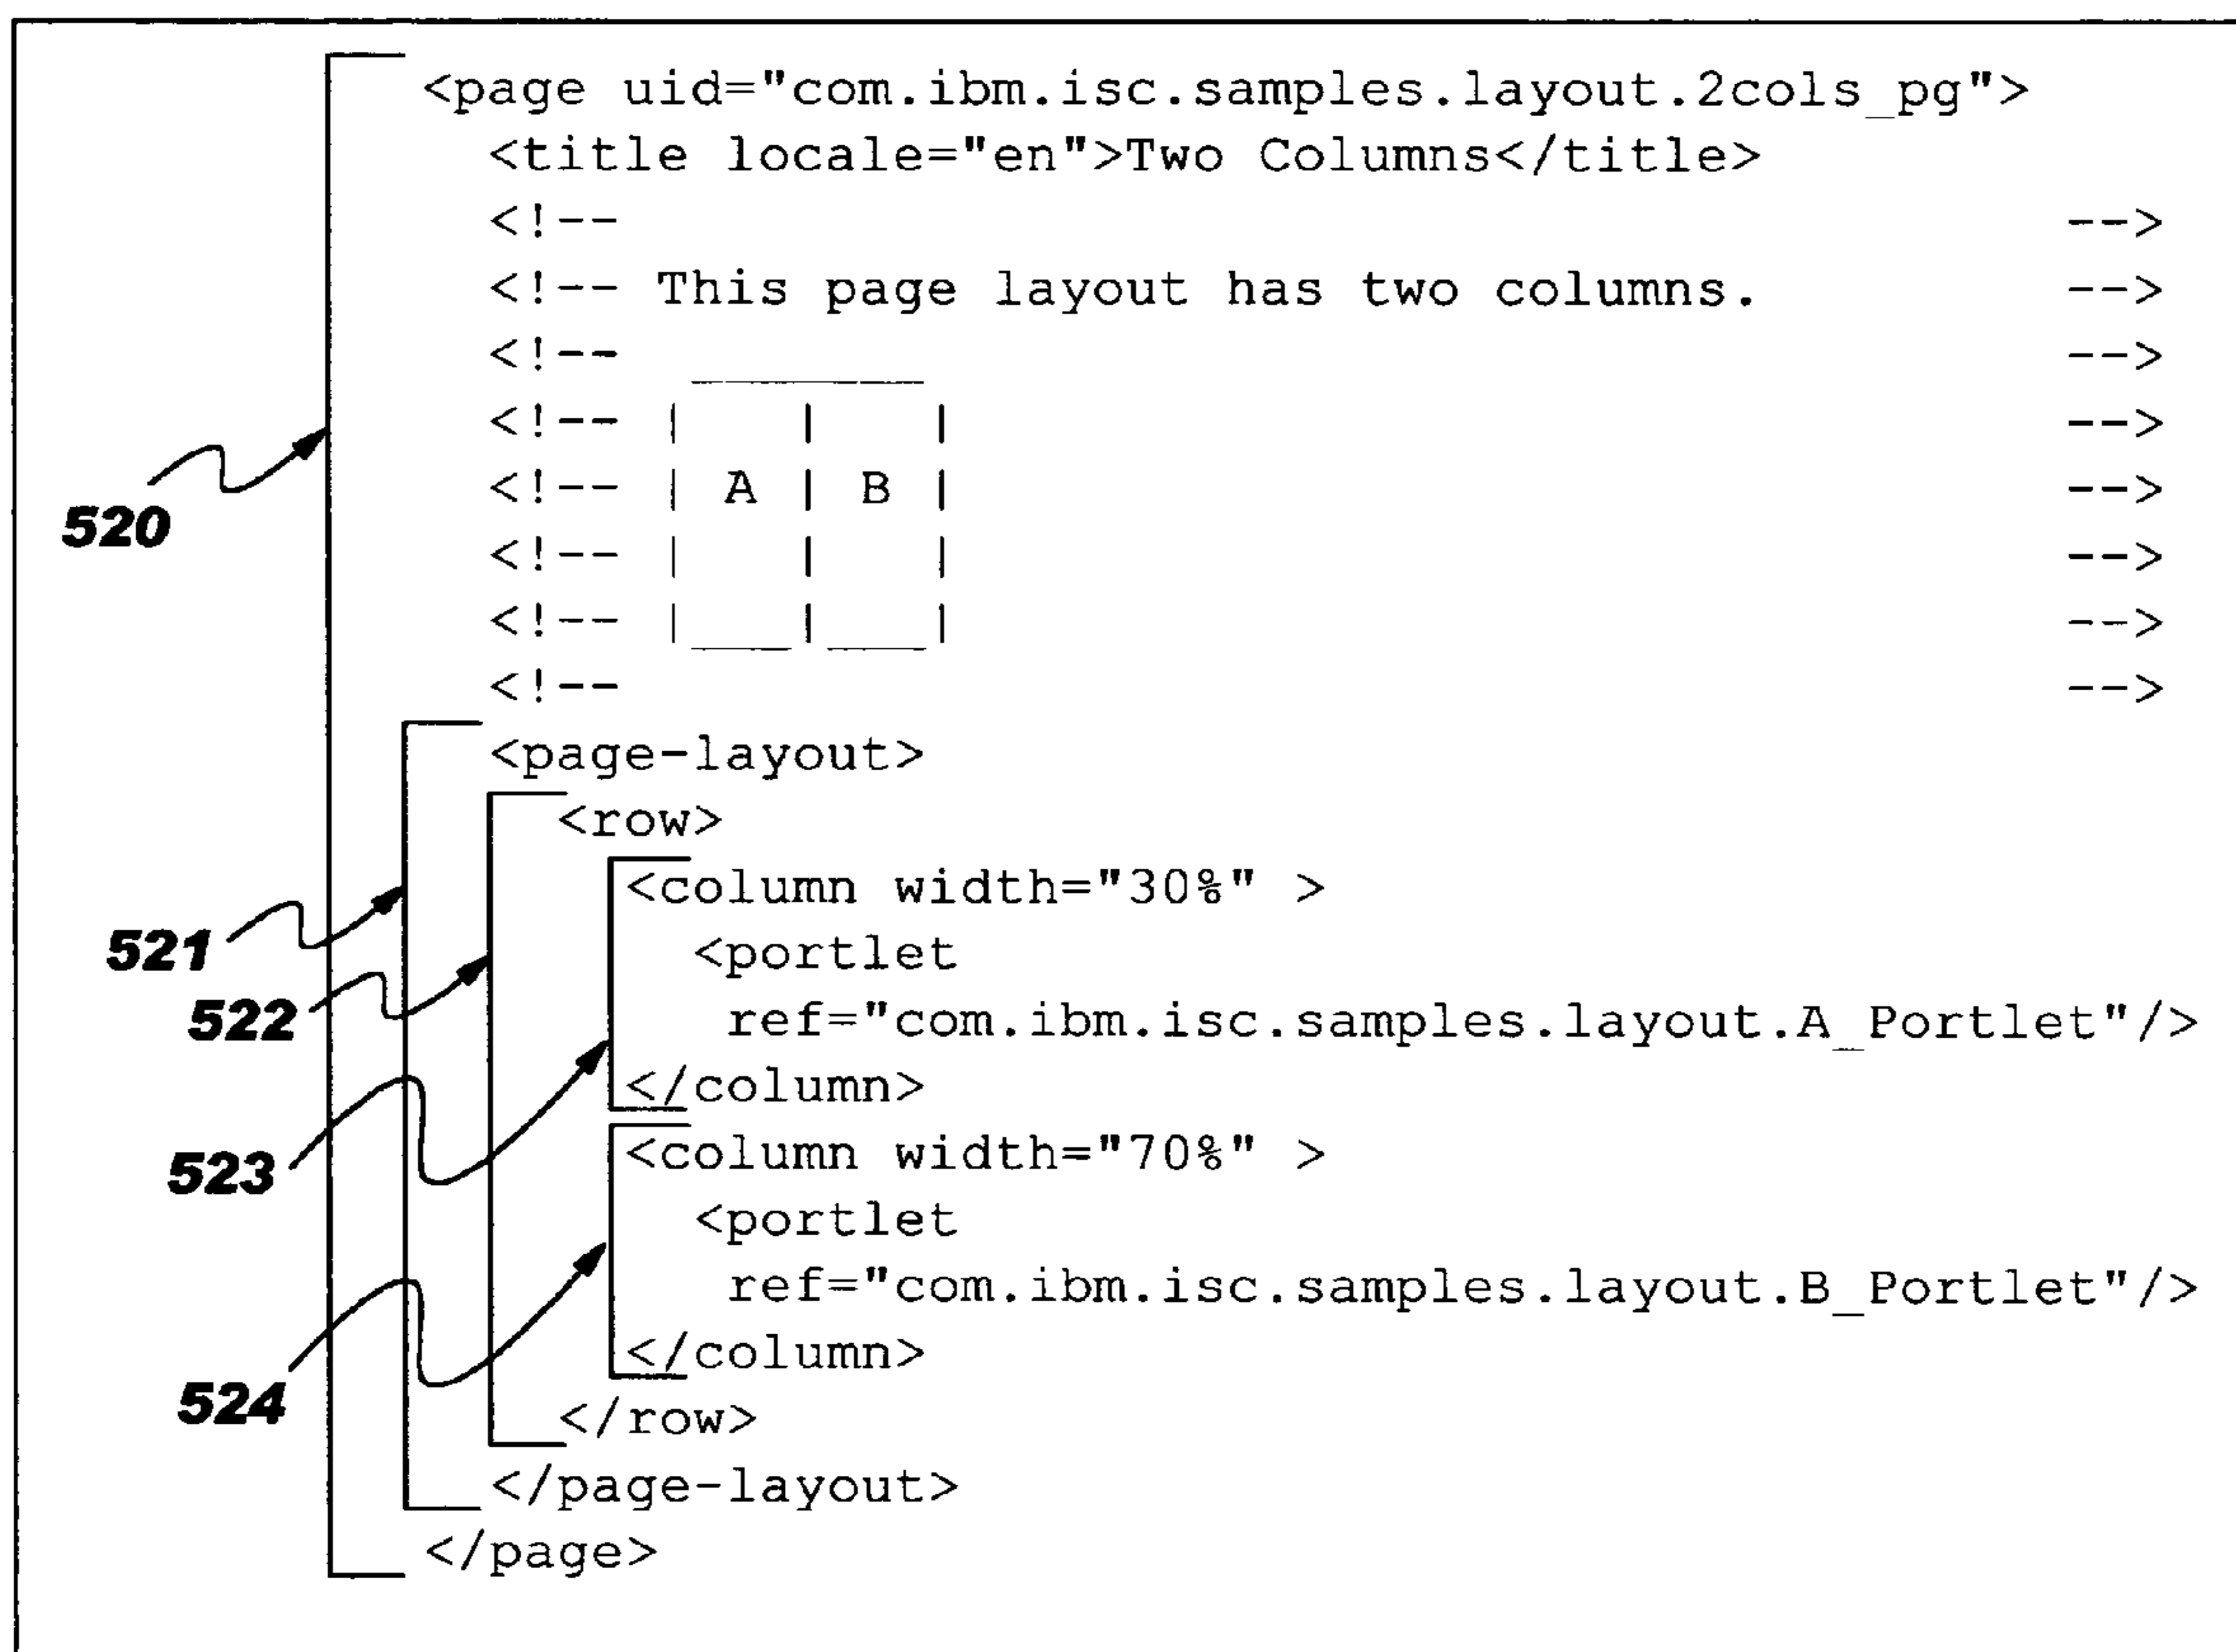 <page uid="com.ibm.isc.samples.layout.2cols_pg">
<title locale="en">Two Columns</title>
<!-- -->
<!-- This page layout has two columns. -->
<!-- -->
<!-- | | | -->
520 <!-- | A | B | -->
<!-- | | | -->
<!-- |___|___| -->
<!-- -->
<page-layout>
<row>
<column width="30%" >
521 <portlet
522 ref="com.ibm.isc.samples.layout.A_Portlet"/>
</column>
523 <column width="70%" >
<portlet
ref="com.ibm.isc.samples.layout.B_Portlet"/>
</column>
524 </row>
</page-layout>
</page>